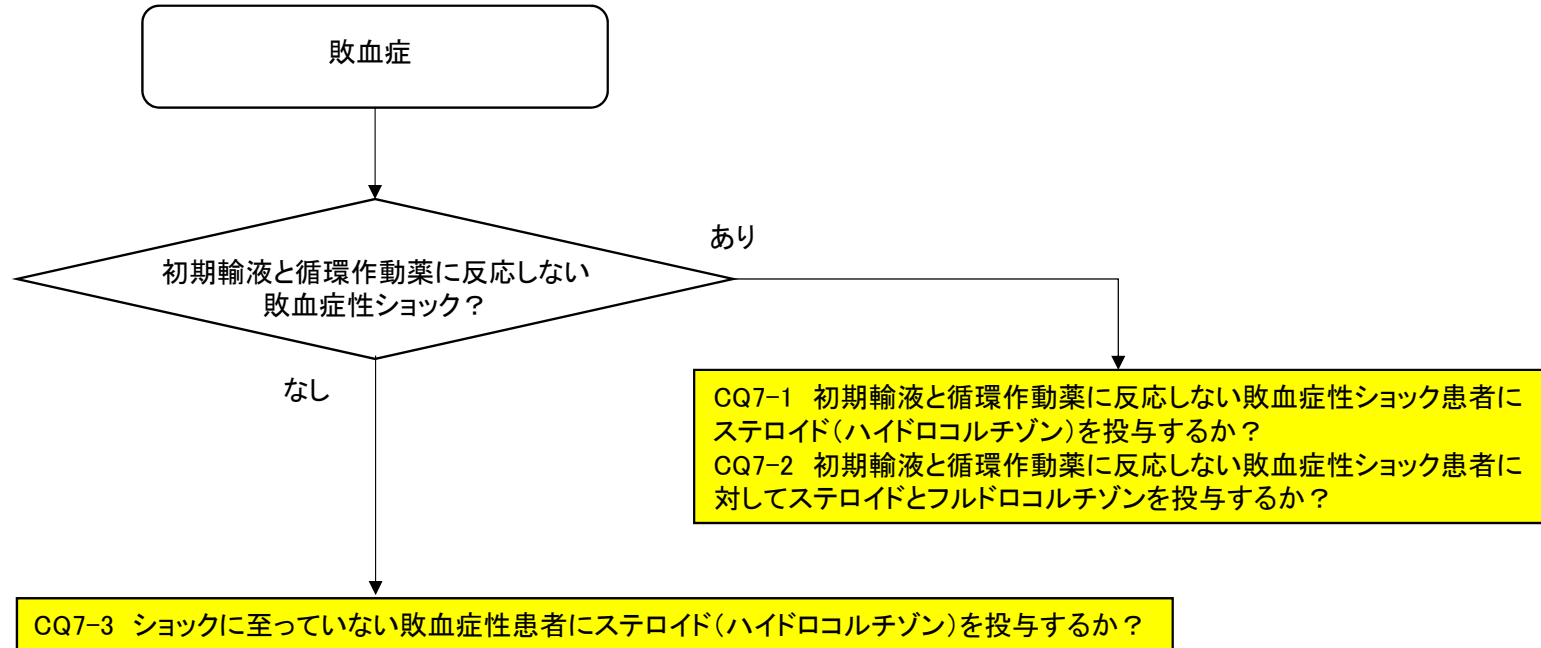 敗血症
初期輸液と循環作動薬に反応しない
敗血症性ショック？
あり
なし
CQ7-1 初期輸液と循環作動薬に反応しない敗血症性ショック患者に
ステロイド（ハイドロコルチゾン）を投与するか？
CQ7-2 初期輸液と循環作動薬に反応しない敗血症性ショック患者に
対してステロイドとフルドロコルチゾンを投与するか？
CQ7-3 ショックに至っていない敗血症性患者にステロイド（ハイドロコルチゾン）を投与するか？